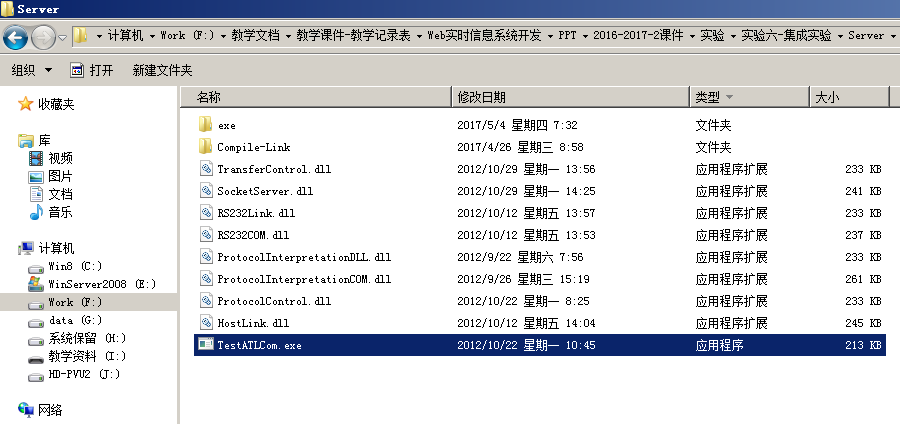 Server
计算机 Work (F:) 教学文档 教学课件-教学记录表 Web实时信息系统开发 PPT 2016-2017-2课件 实验 实验六-集成实验 Server
组织 打开 新建文件夹
收藏夹
库
视频
图片
文档
音乐
计算机
Win8 (C:)
WinServer2008 (E:)
Work (F:)
data (G:)
系统保留 (H:)
教学资料 (I:)
HD-PVU2 (J:)
网络
名称 修改日期 类型 大小
exe 2017/5/4 星期四 7:32 文件夹
Compile-Link 2017/4/26 星期三 8:58 文件夹
TransferControl.dll 2012/10/29 星期一 13:56 应用程序扩展 233 KB
SocketServer.dll 2012/10/29 星期一 14:25 应用程序扩展 241 KB
RS232Link.dll 2012/10/12 星期五 13:57 应用程序扩展 233 KB
RS232COM.dll 2012/10/12 星期五 13:53 应用程序扩展 237 KB
ProtocolInterpretationDLL.dll 2012/9/22 星期六 7:56 应用程序扩展 233 KB
ProtocolInterpretationCOM.dll 2012/9/26 星期三 15:19 应用程序扩展 261 KB
ProtocolControl.dll 2012/10/22 星期一 8:25 应用程序扩展 233 KB
HostLink.dll 2012/10/12 星期五 14:04 应用程序扩展 245 KB
TestATLCom.exe 2012/10/22 星期一 10:45 应用程序 213 KB